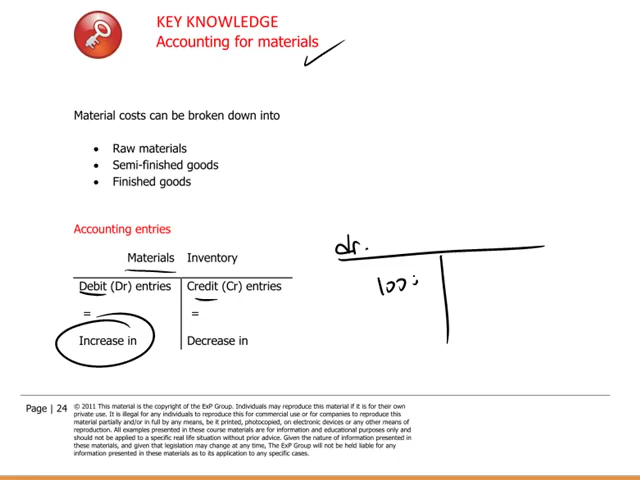 KEY KNOWLEDGE
Accounting for materials
Material costs can be broken down into
• Raw materials
• Semi-finished goods
• Finished goods
Accounting entries
Materials Inventory
Debit (Dr) entries Credit (Cr) entries
= =
Increase in Decrease in
dr.
100
Page | 24
© 2011 This material is the copyright of the ExP Group. Individuals may reproduce this material if it is for their own
private use. It is illegal for any individuals to reproduce this for commercial use or for companies to reproduce this
material partially and/or in full by any means, be it printed, photocopied, on electronic devices or any other means of
reproduction. All examples presented in these course materials are for information and educational purposes only and
should not be applied to a specific real life situation without prior advice. Given the nature of information presented in
these materials, and given that legislation may change at any time, The ExP Group will not be held liable for any
information presented in these materials as to its application to any specific cases.